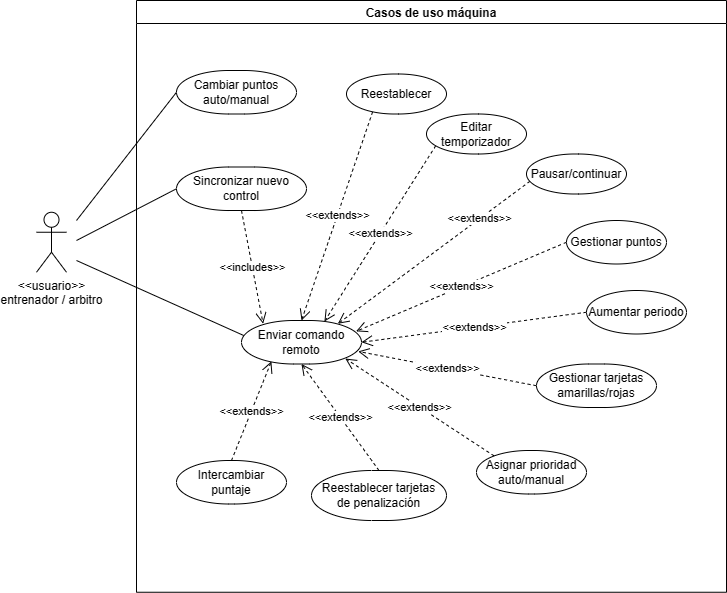 Casos de uso máquina
Cambiar puntos
auto/manual
Reestablecer
Editar
temporizador
Sincronizar nuevo
control
Pausar/continuar
<<extends>>
<<extends>>
<<extends>>
Gestionar puntos
<<includes>>
<<usuario>>
entrenador / arbitro
<<extends>>
Aumentar periodo
<<extends>>
Enviar comando
remoto
<<extends>>
Gestionar tarjetas
amarillas/rojas
<<extends>>
<<extends>>
<<extends>>
Intercambiar
puntaje
Reestablecer tarjetas
de penalización
Asignar prioridad
auto/manual